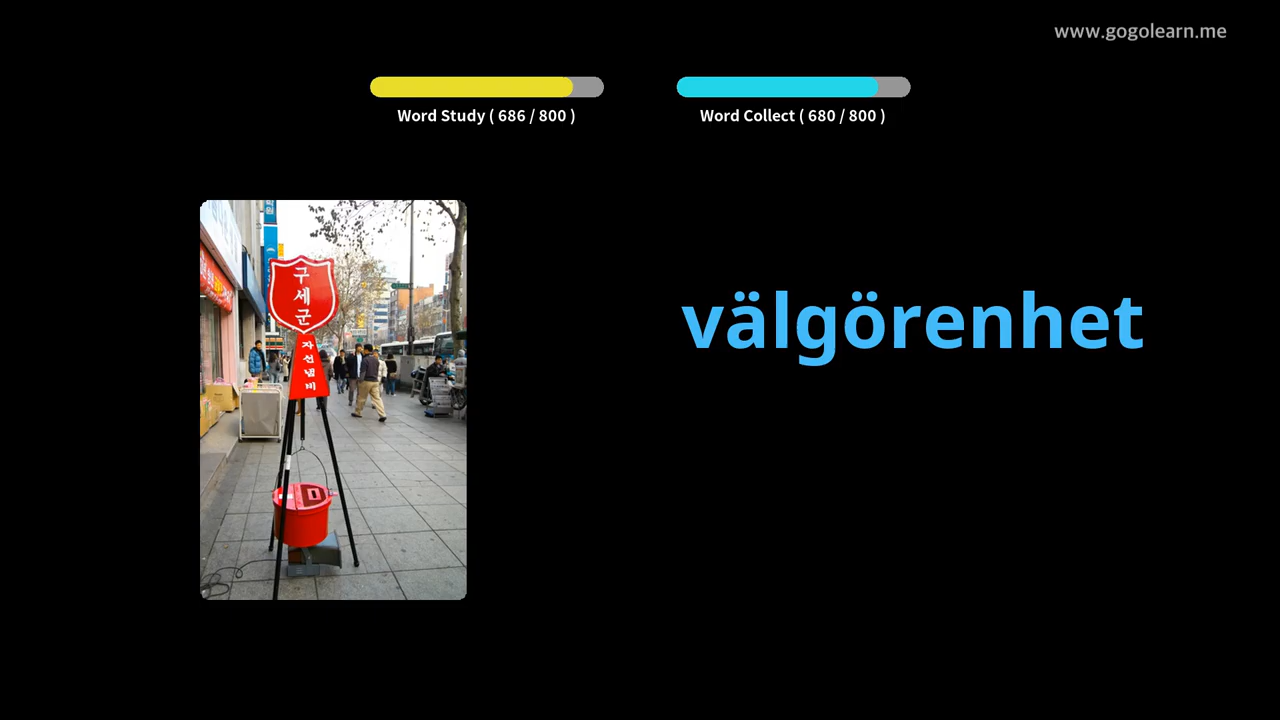 www.gogolearn.me
Word Study ( 686 / 800 )
Word Collect ( 680 / 800 )
구세군
자선냄비
välgörenhet